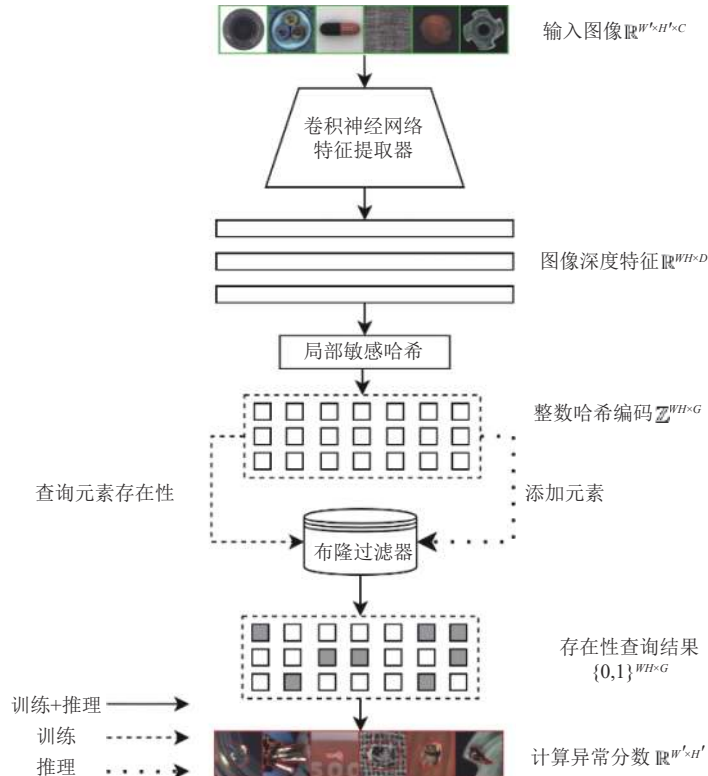 输入图像ℝ^{W′×H′×C}
卷积神经网络
特征提取器
图像深度特征ℝ^{WH×D}
局部敏感哈希
整数哈希编码ℤ^{WH×G}
查询元素存在性
添加元素
布隆过滤器
存在性查询结果
{0,1}^{WH×G}
训练+推理
训练
推理
计算异常分数 ℝ^{W′×H′}